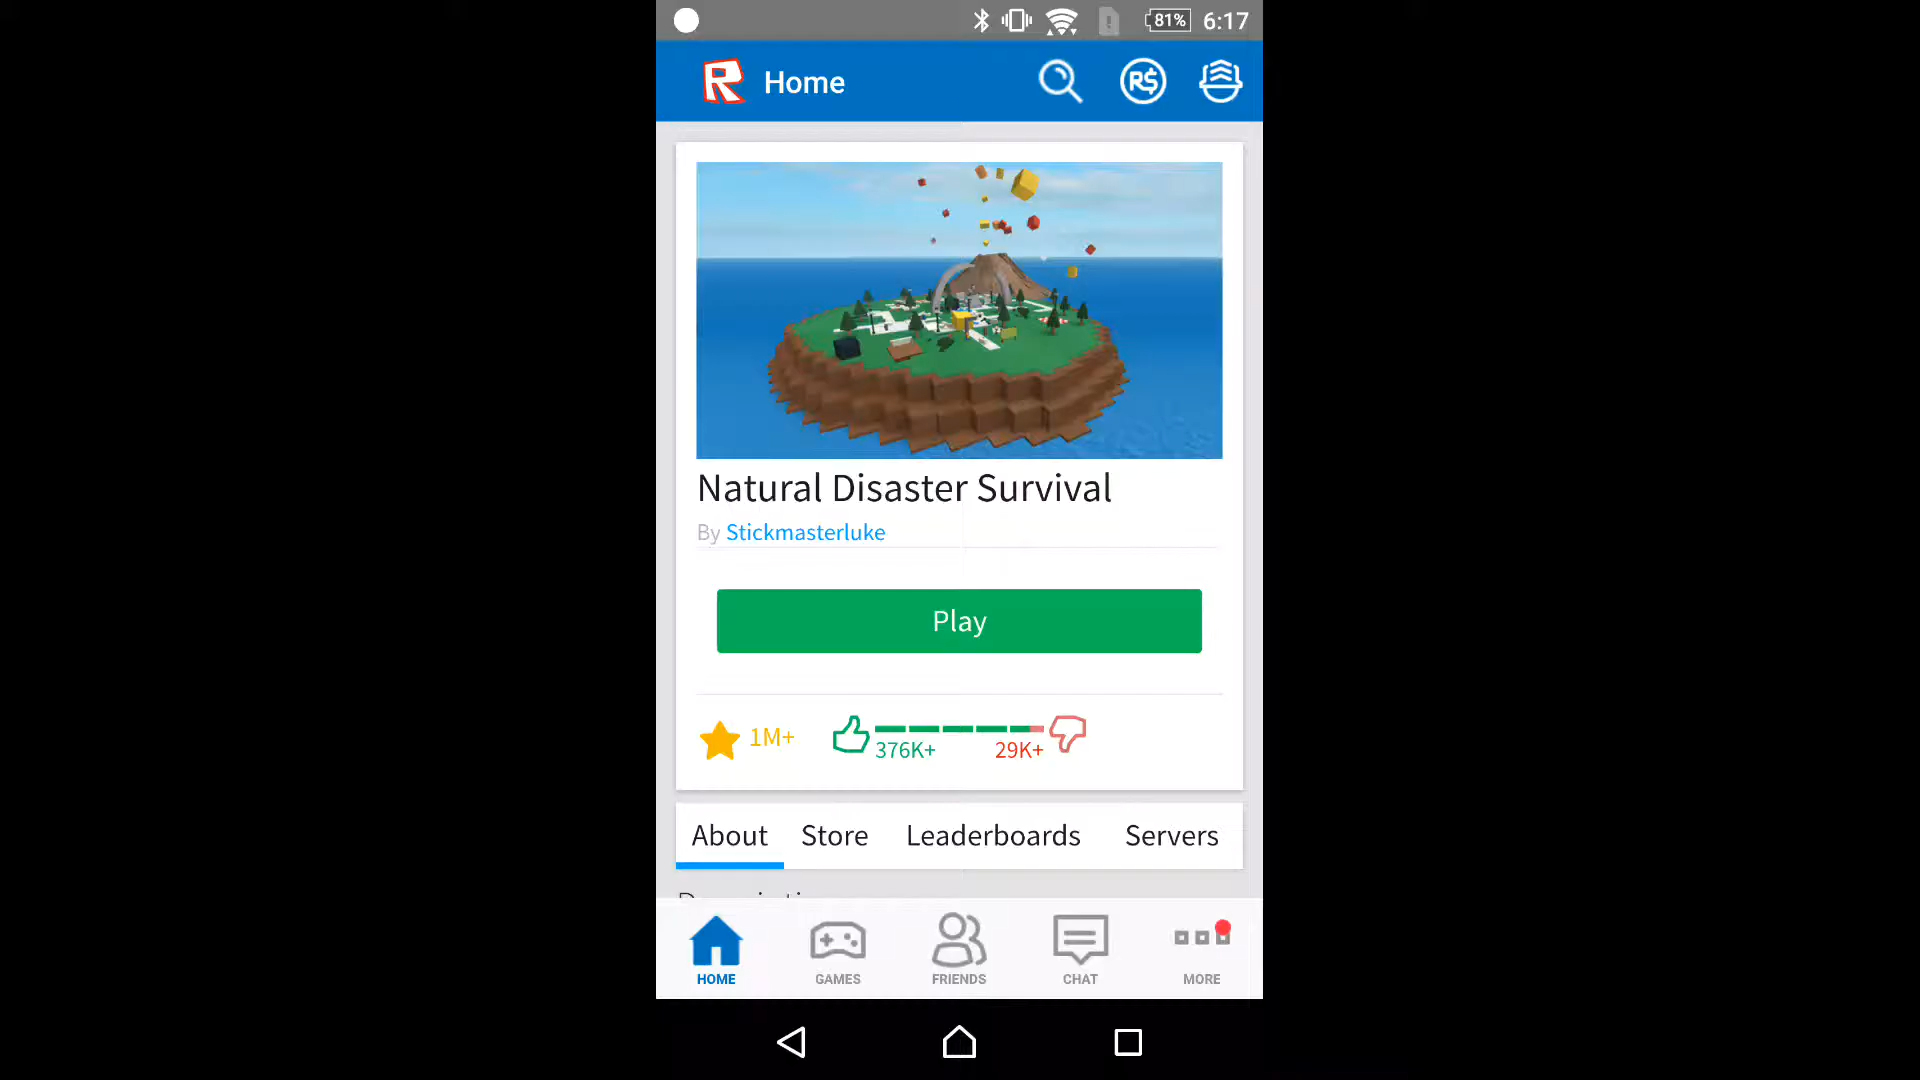 81% 6:17
R Home R$
Natural Disaster Survival
By Stickmasterluke
Play
1M+ 376K+ 29K+
About Store Leaderboards Servers
HOME GAMES FRIENDS CHAT MORE